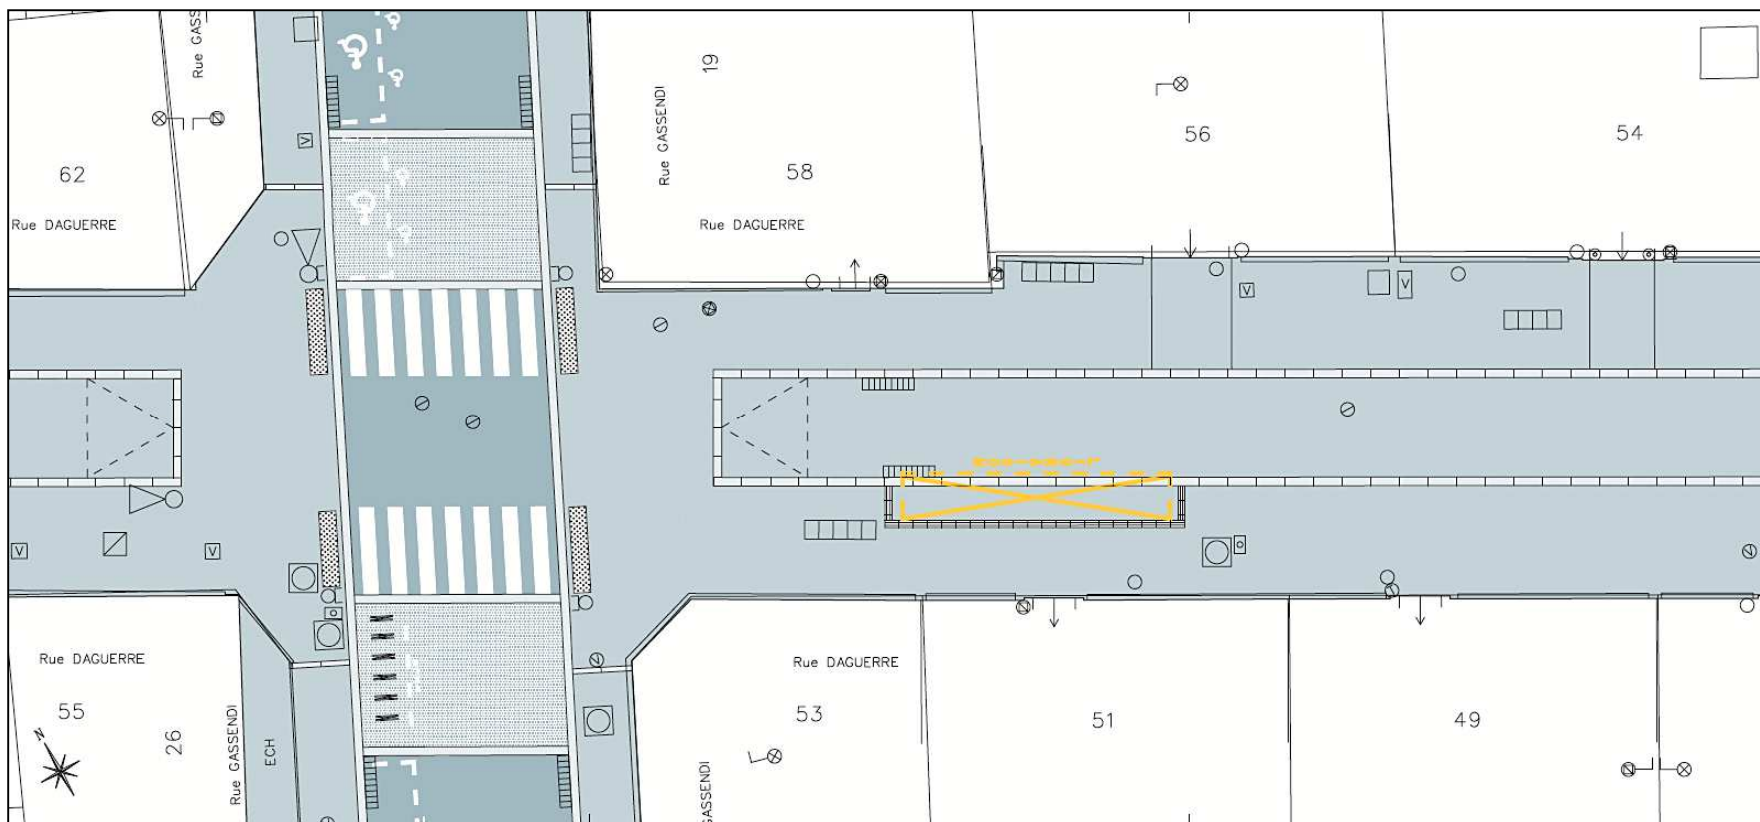 Rue GASS
19
Rue GASSENDI
56
54
62
58
Rue DAGUERRE
Rue DAGUERRE
V
V
V
V
V
Rue DAGUERRE
Rue DAGUERRE
55
26
Rue GASSENDI
ECH
53
51
49
N
GASSENDI